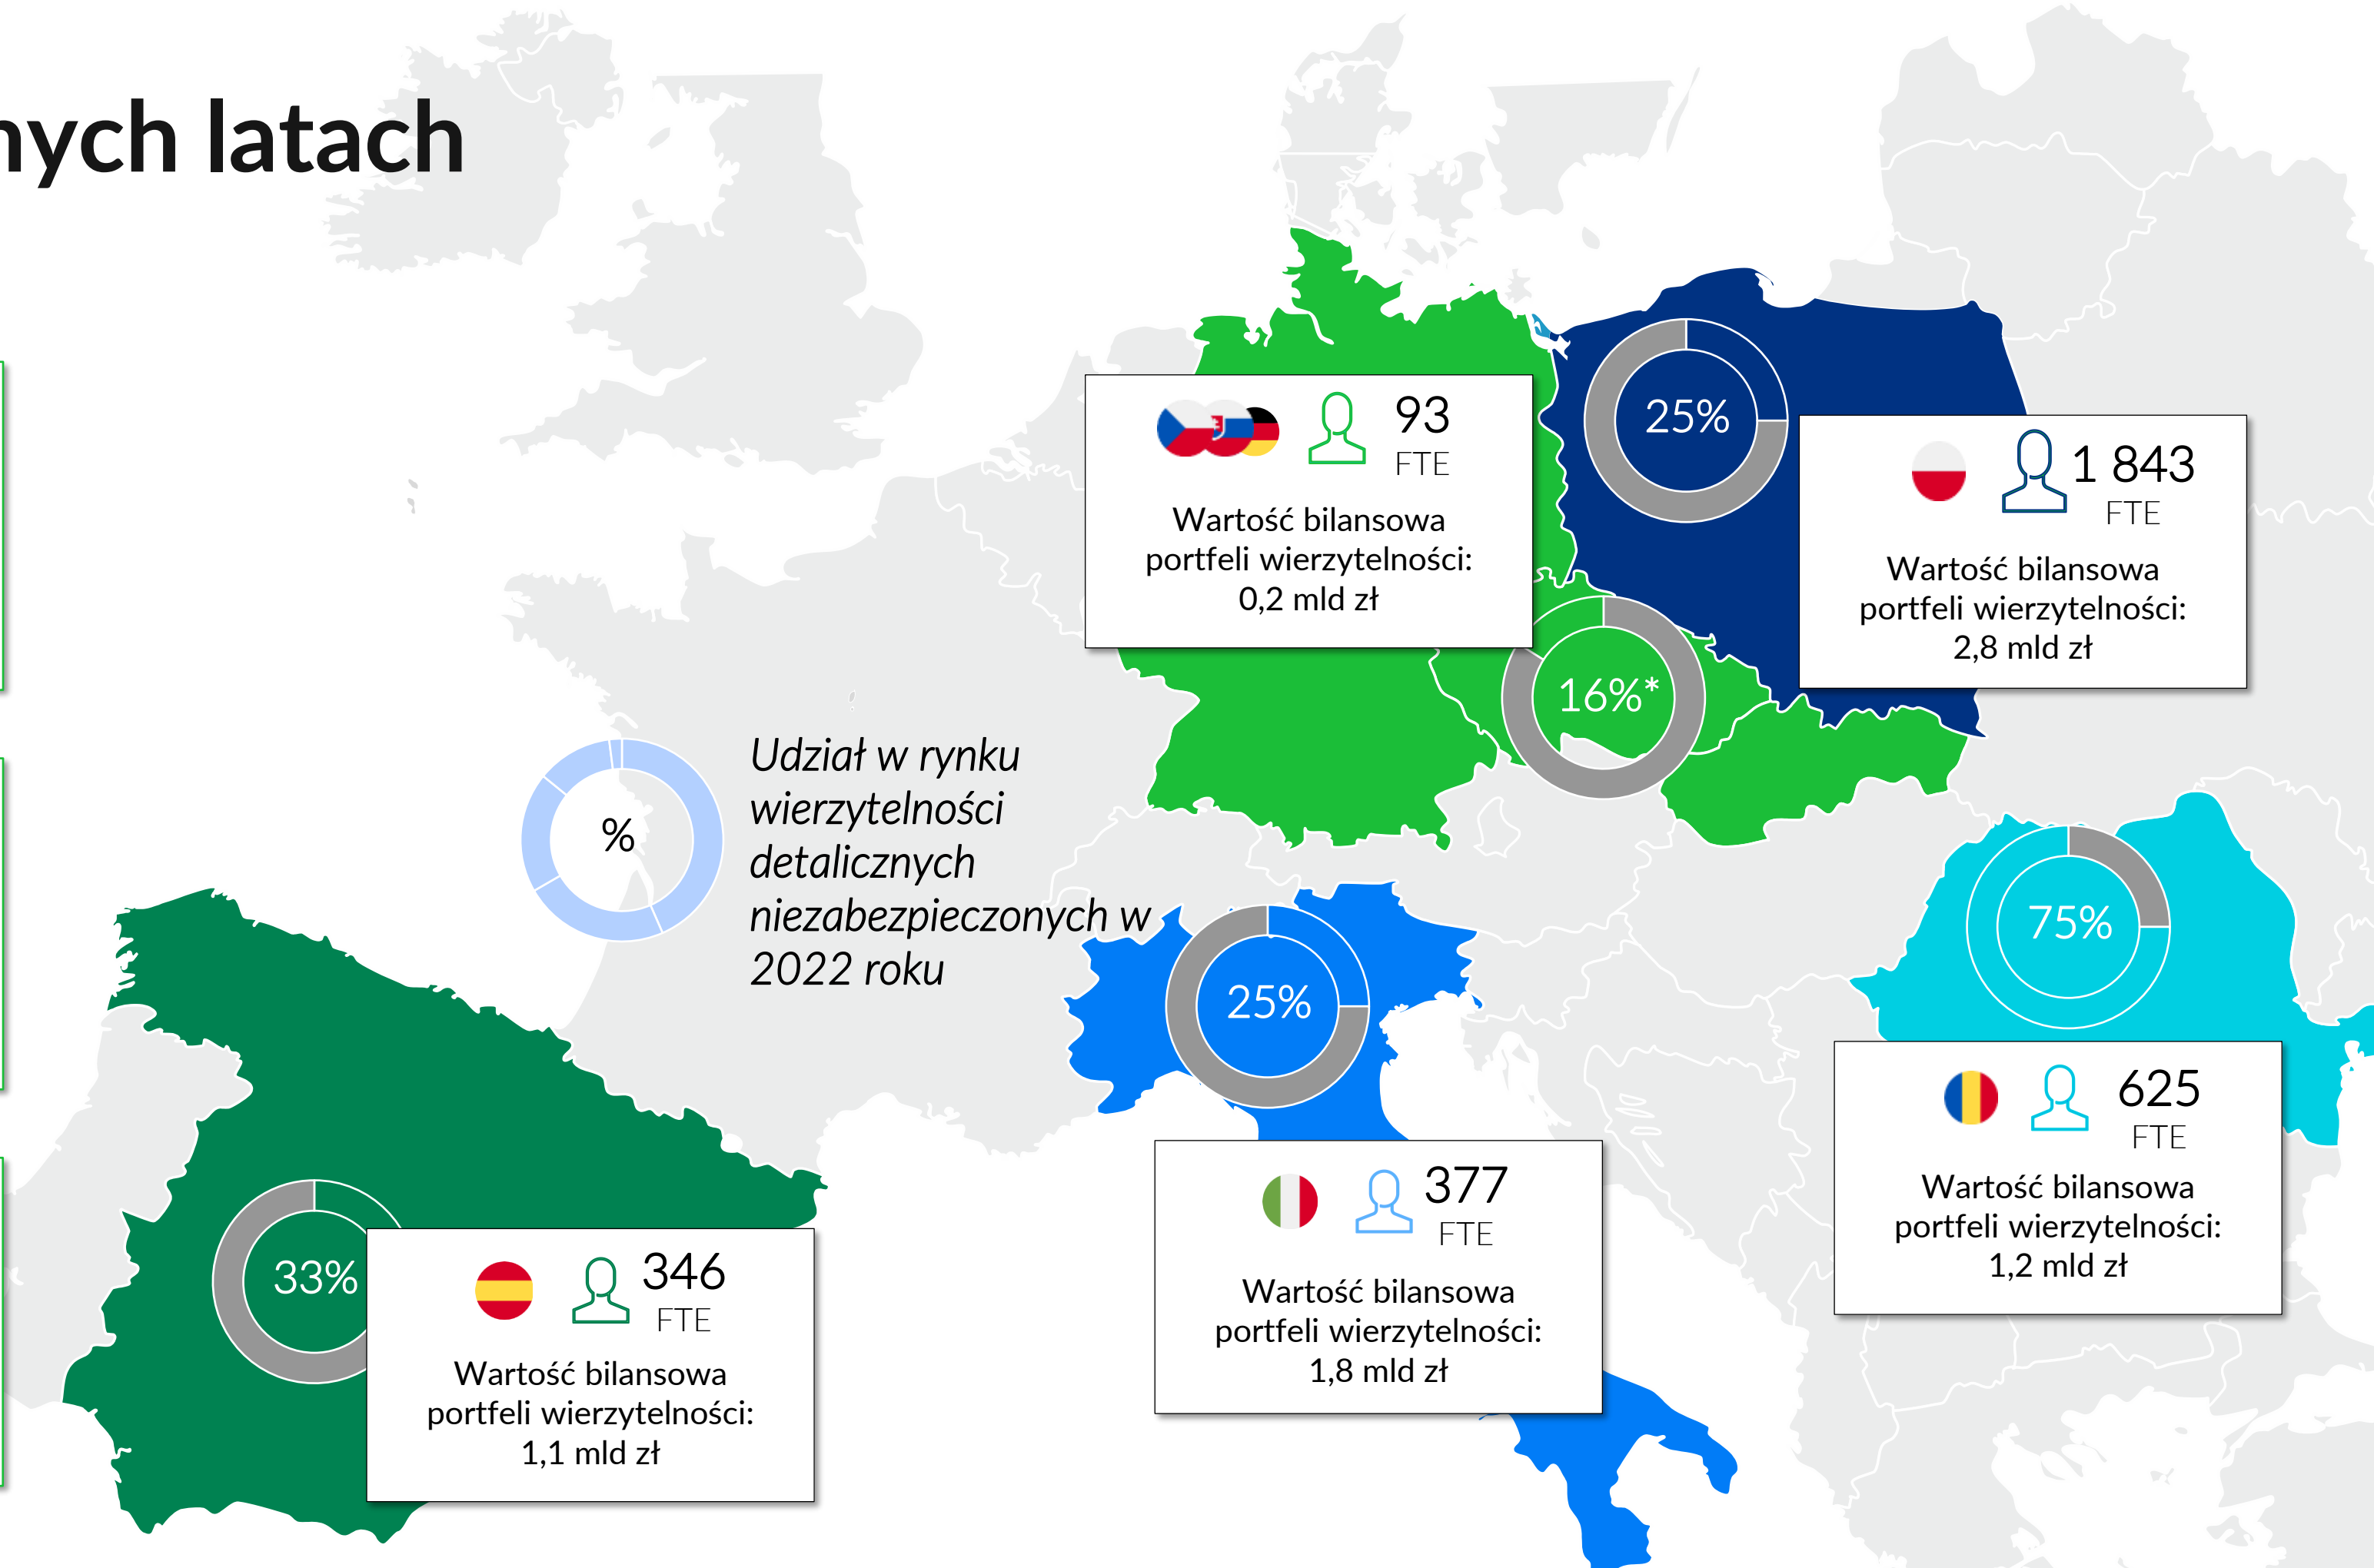 nych latach
93
FTE
Wartość bilansowa
portfeli wierzytelności:
0,2 mld zł
25%
1 843
FTE
Wartość bilansowa
portfeli wierzytelności:
2,8 mld zł
16%*
%
Udział w rynku
wierzytelności
detalicznych
niezabezpieczonych w
2022 roku
75%
625
FTE
Wartość bilansowa
portfeli wierzytelności:
1,2 mld zł
25%
377
FTE
Wartość bilansowa
portfeli wierzytelności:
1,8 mld zł
33%
346
FTE
Wartość bilansowa
portfeli wierzytelności:
1,1 mld zł